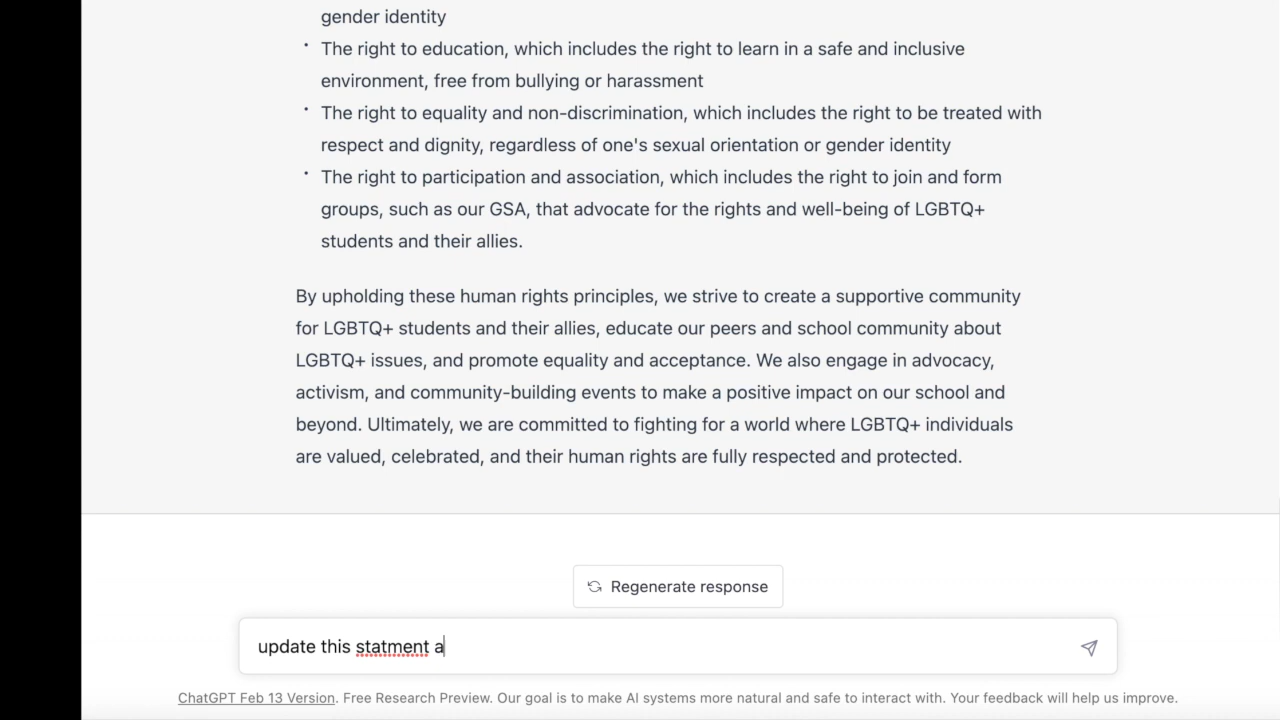 gender identity
The right to education, which includes the right to learn in a safe and inclusive
environment, free from bullying or harassment
The right to equality and non-discrimination, which includes the right to be treated with
respect and dignity, regardless of one's sexual orientation or gender identity
The right to participation and association, which includes the right to join and form
groups, such as our GSA, that advocate for the rights and well-being of LGBTQ+
students and their allies.
By upholding these human rights principles, we strive to create a supportive community
for LGBTQ+ students and their allies, educate our peers and school community about
LGBTQ+ issues, and promote equality and acceptance. We also engage in advocacy,
activism, and community-building events to make a positive impact on our school and
beyond. Ultimately, we are committed to fighting for a world where LGBTQ+ individuals
are valued, celebrated, and their human rights are fully respected and protected.
Regenerate response
update this statment a
ChatGPT Feb 13 Version. Free Research Preview. Our goal is to make AI systems more natural and safe to interact with. Your feedback will help us improve.